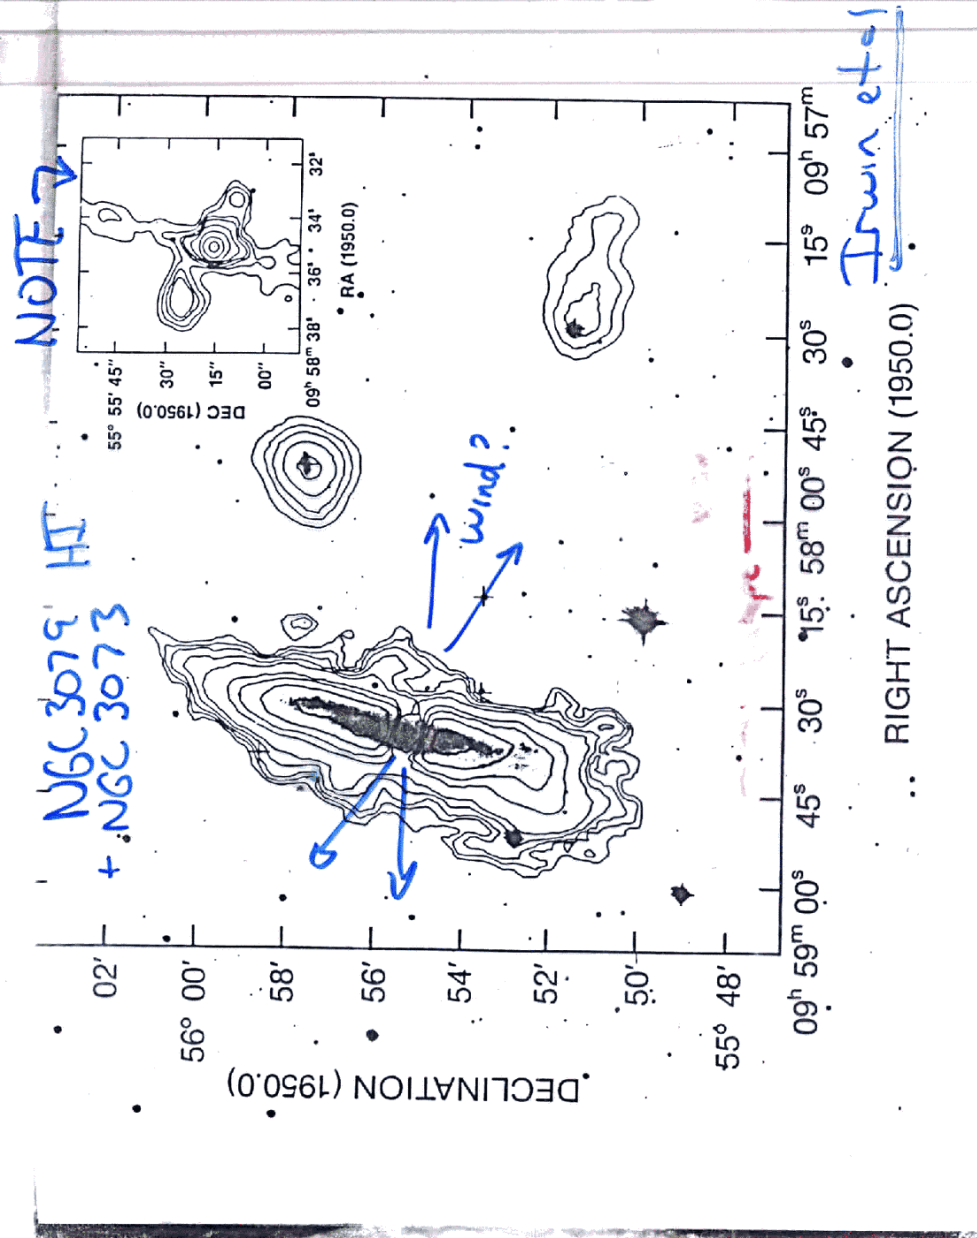 NOTE
NGC 3079 HI
+ NGC 3073
Irwin et al
wind?
55° 55' 45"
30"
15"
00"
DEC (1950.0)
09ʰ 58ᵐ 38ˢ
36ˢ
34ˢ
32ˢ
RA (1950.0)
02'
56° 00'
58'
56'
54'
52'
50'
55° 48'
DECLINATION (1950.0)
09ʰ 59ᵐ 00ˢ
45ˢ
30ˢ
15ˢ
58ᵐ 00ˢ
45ˢ
30ˢ
15ˢ
09ʰ 57ᵐ
RIGHT ASCENSION (1950.0)